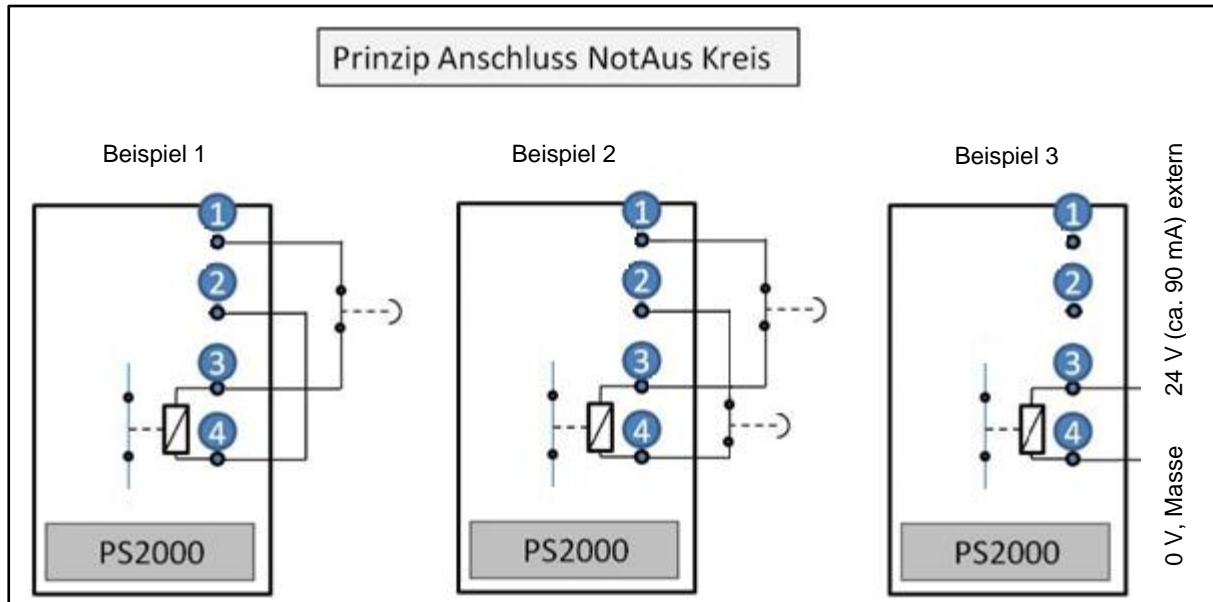 Prinzip Anschluss NotAus Kreis
Beispiel 1
1
2
3
4
PS2000
Beispiel 2
1
2
3
4
PS2000
Beispiel 3
1
2
3
4
PS2000
24 V (ca. 90 mA) extern
0 V, Masse